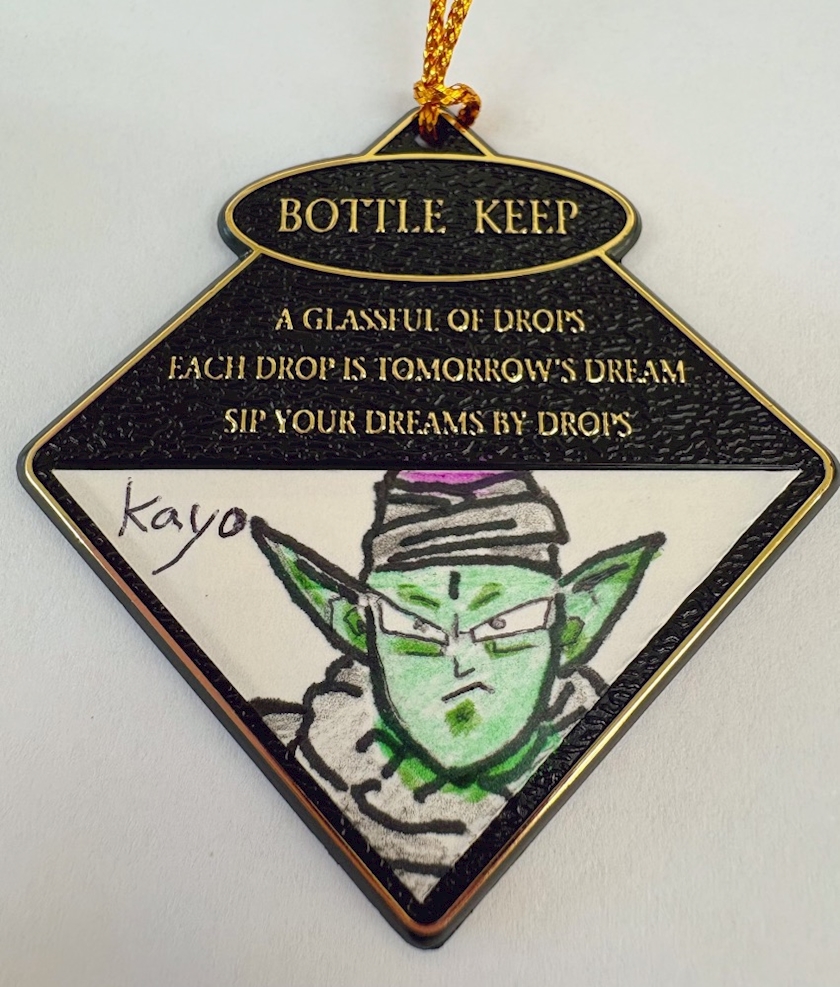 BOTTLE KEEP
A GLASSFUL OF DROPS
EACH DROP IS TOMORROW'S DREAM
SIP YOUR DREAMS BY DROPS
Kayo